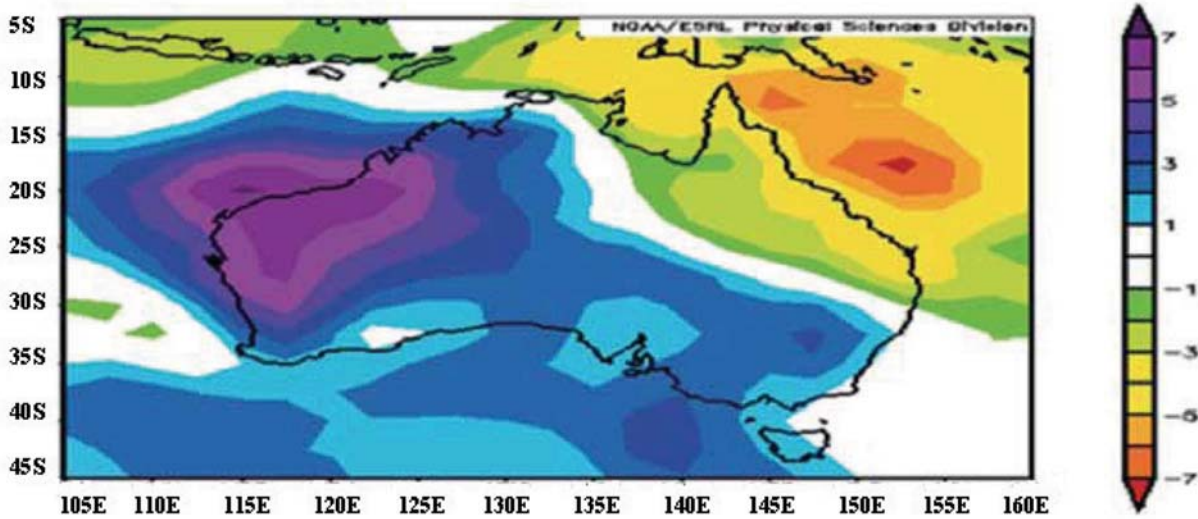 NOAA/ESRL Physical Sciences Division
5S
10S
15S
20S
25S
30S
35S
40S
45S
105E 110E 115E 120E 125E 130E 135E 140E 145E 150E 155E 160E
7
5
3
1
-1
-3
-5
-7